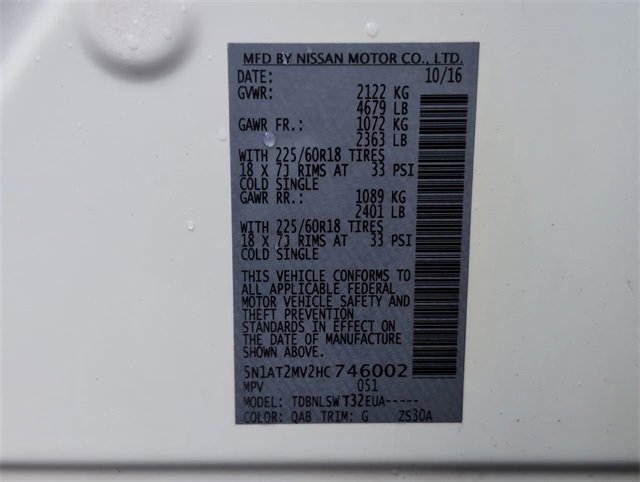 MFD BY NISSAN MOTOR CO., LTD.
DATE: 10/16
GVWR: 2122 KG
4679 LB
GAWR FR.: 1072 KG
2363 LB
WITH 225/60R18 TIRES
18 X 7J RIMS AT 33 PSI
COLD SINGLE
GAWR RR.: 1089 KG
2401 LB
WITH 225/60R18 TIRES
18 X 7J RIMS AT 33 PSI
COLD SINGLE
THIS VEHICLE CONFORMS TO
ALL APPLICABLE FEDERAL
MOTOR VEHICLE SAFETY AND
THEFT PREVENTION
STANDARDS IN EFFECT ON
THE DATE OF MANUFACTURE
SHOWN ABOVE.
5N1AT2MV2HC746002
MPV 051
MODEL: TDBNLSW T32EUA-----
COLOR: QAB TRIM: G ZS30A